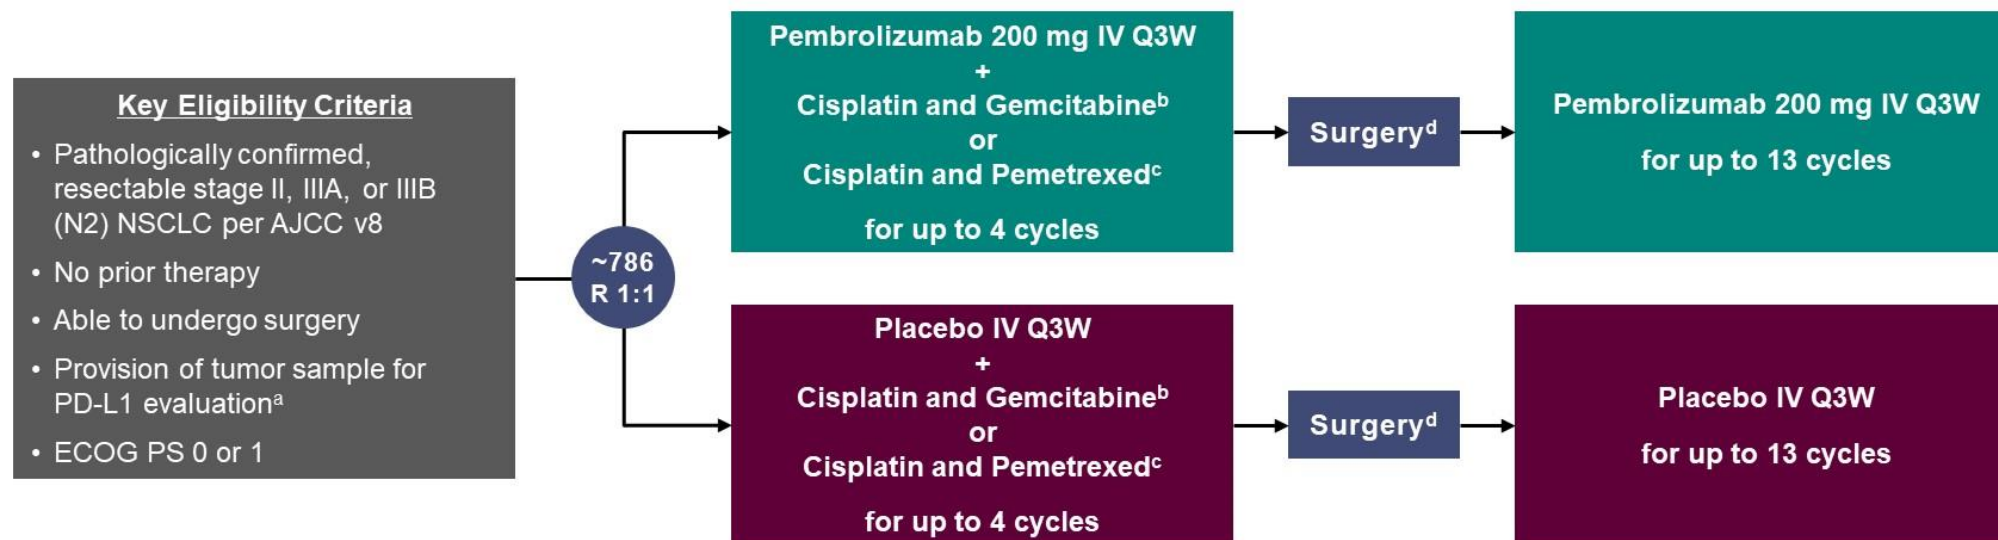 Key Eligibility Criteria
• Pathologically confirmed,
resectable stage II, IIIA, or IIIB
(N2) NSCLC per AJCC v8
• No prior therapy
• Able to undergo surgery
• Provision of tumor sample for
PD-L1 evaluationᵃ
• ECOG PS 0 or 1
~786
R 1:1
Pembrolizumab 200 mg IV Q3W
+
Cisplatin and Gemcitabineᵇ
or
Cisplatin and Pemetrexedᶜ
for up to 4 cycles
Surgeryᵈ
Pembrolizumab 200 mg IV Q3W
for up to 13 cycles
Placebo IV Q3W
+
Cisplatin and Gemcitabineᵇ
or
Cisplatin and Pemetrexedᶜ
for up to 4 cycles
Surgeryᵈ
Placebo IV Q3W
for up to 13 cycles